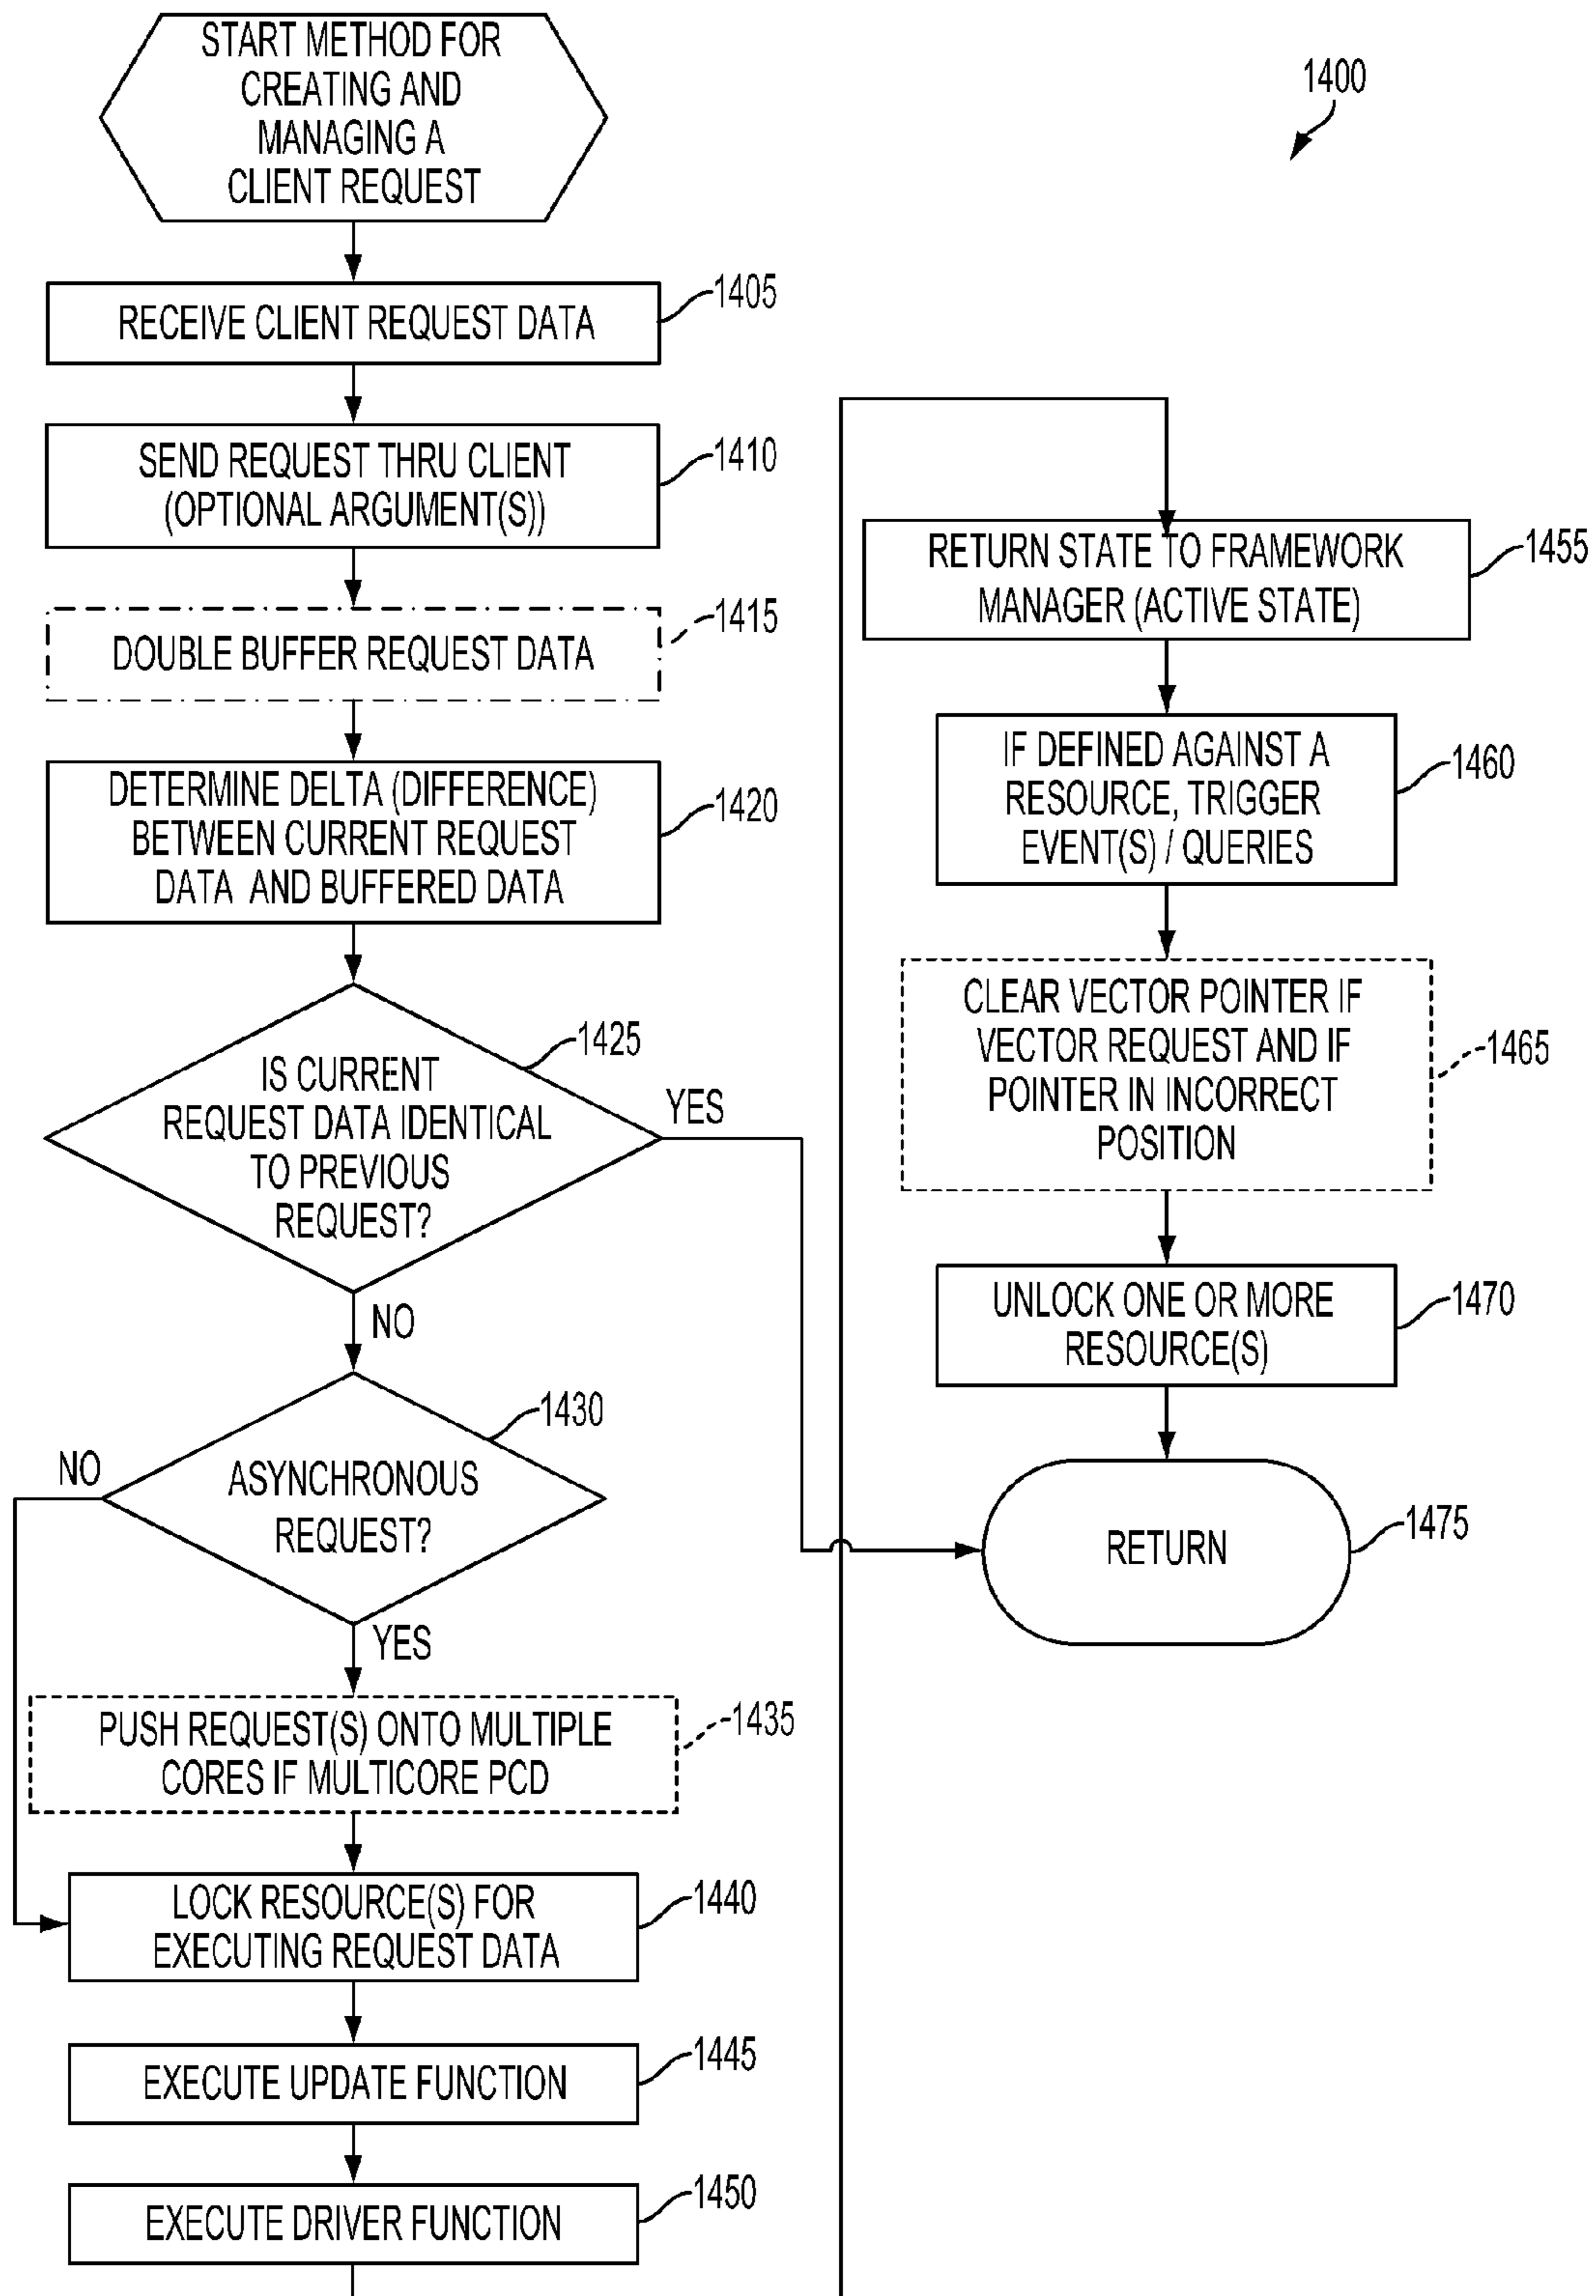 START METHOD FOR
CREATING AND
MANAGING A
CLIENT REQUEST
1400
RECEIVE CLIENT REQUEST DATA
1405
SEND REQUEST THRU CLIENT
(OPTIONAL ARGUMENT(S))
1410
DOUBLE BUFFER REQUEST DATA
1415
DETERMINE DELTA (DIFFERENCE)
BETWEEN CURRENT REQUEST
DATA AND BUFFERED DATA
1420
IS CURRENT
REQUEST DATA IDENTICAL
TO PREVIOUS
REQUEST?
1425
YES
NO
ASYNCHRONOUS
REQUEST?
1430
NO
YES
PUSH REQUEST(S) ONTO MULTIPLE
CORES IF MULTICORE PCD
1435
LOCK RESOURCE(S) FOR
EXECUTING REQUEST DATA
1440
EXECUTE UPDATE FUNCTION
1445
EXECUTE DRIVER FUNCTION
1450
RETURN STATE TO FRAMEWORK
MANAGER (ACTIVE STATE)
1455
IF DEFINED AGAINST A
RESOURCE, TRIGGER
EVENT(S) / QUERIES
1460
CLEAR VECTOR POINTER IF
VECTOR REQUEST AND IF
POINTER IN INCORRECT
POSITION
1465
UNLOCK ONE OR MORE
RESOURCE(S)
1470
RETURN
1475